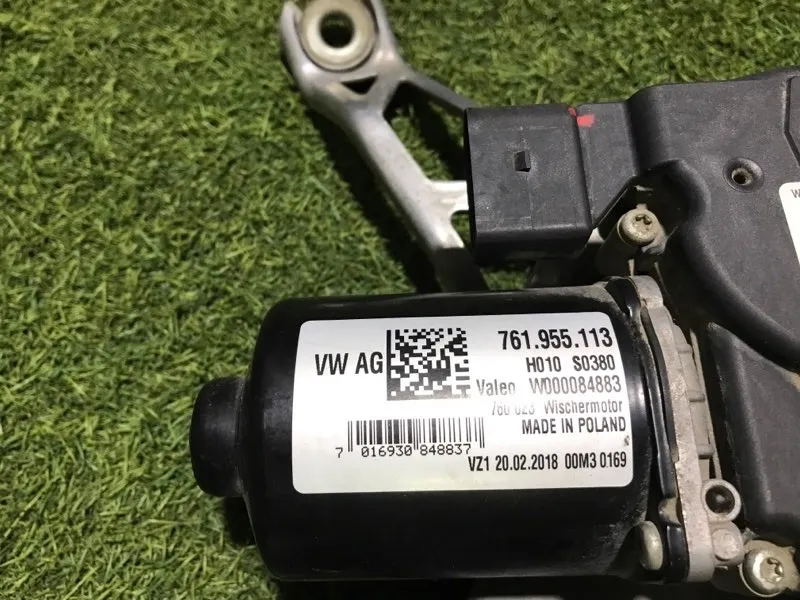 VW AG
761.955.113
H010 S0380
Valeo W000084883
Wischermotor
MADE IN POLAND
7 016930 848837
VZ1 20.02.2018 00M3 0169
W